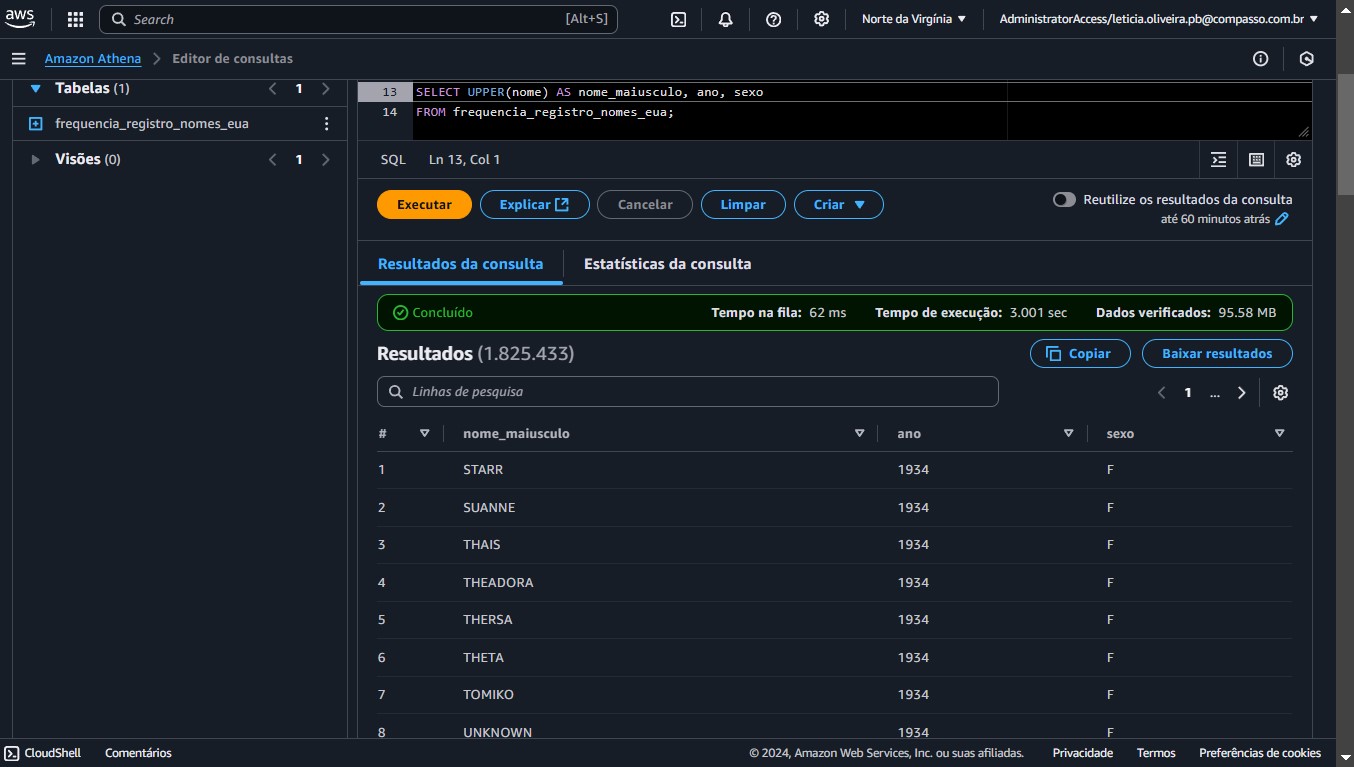 aws Search [Alt+S] Norte da Virgínia AdministratorAccess/leticia.oliveira.pb@compasso.com.br
Amazon Athena Editor de consultas
Tabelas (1) 1
frequencia_registro_nomes_eua
Visões (0) 1
13 SELECT UPPER(nome) AS nome_maiusculo, ano, sexo
14 FROM frequencia_registro_nomes_eua;
SQL Ln 13, Col 1
Executar Explicar Cancelar Limpar Criar
Reutilize os resultados da consulta
até 60 minutos atrás
Resultados da consulta Estatísticas da consulta
Concluído Tempo na fila: 62 ms Tempo de execução: 3.001 sec Dados verificados: 95.58 MB
Resultados (1.825.433) Copiar Baixar resultados
Linhas de pesquisa 1 ...
# nome_maiusculo ano sexo
1 STARR 1934 F
2 SUANNE 1934 F
3 THAIS 1934 F
4 THEADORA 1934 F
5 THERSA 1934 F
6 THETA 1934 F
7 TOMIKO 1934 F
8 UNKNOWN 1934 F
CloudShell Comentários © 2024, Amazon Web Services, Inc. ou suas afiliadas. Privacidade Termos Preferências de cookies